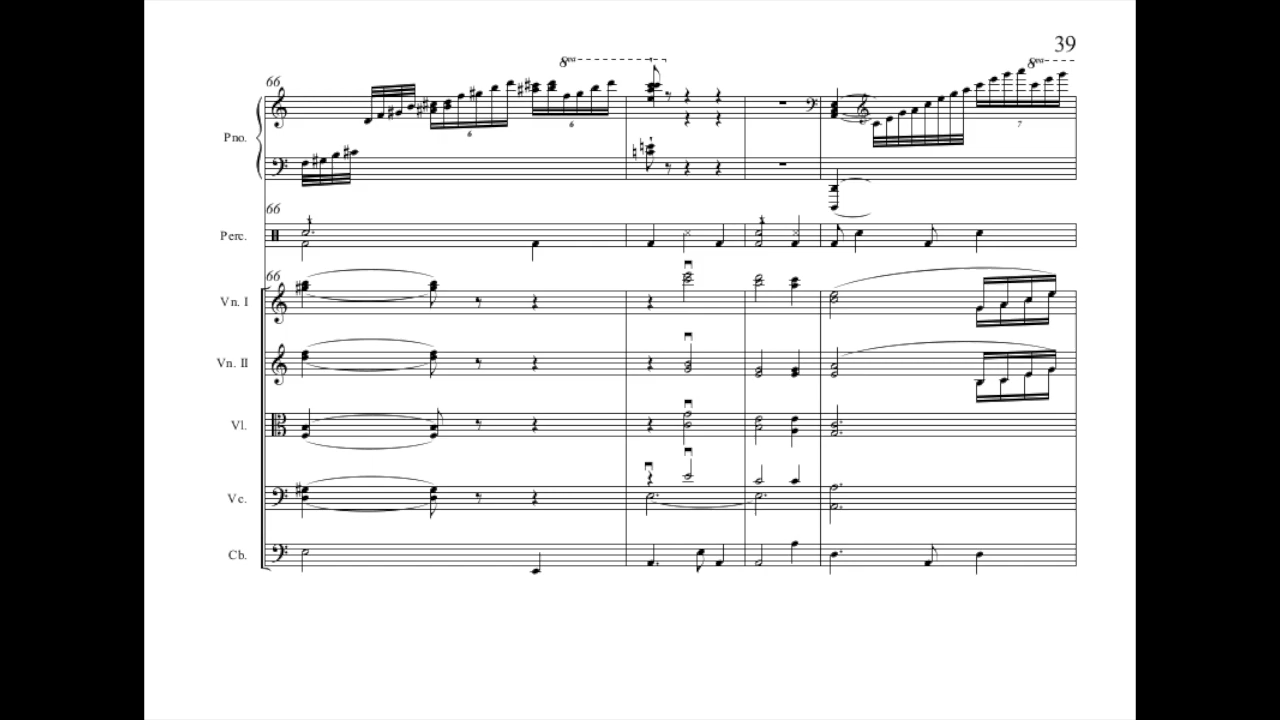 39
8va
8va
66
Pno.
6
6
7
66
Perc.
66
Vn. I
Vn. II
Vl.
Vc.
Cb.